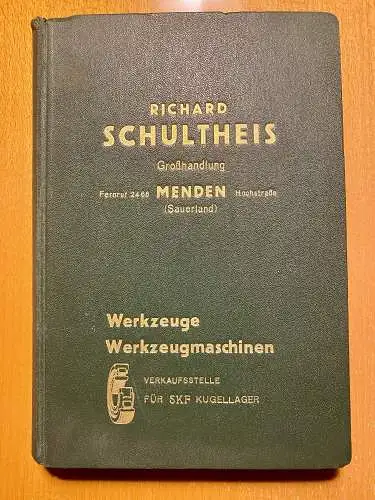 RICHARD
SCHULTHEIS
Großhandlung
Fernruf 2466 MENDEN Hochstraße
(Sauerland)
Werkzeuge
Werkzeugmaschinen
VERKAUFSSTELLE
FÜR SKF KUGELLAGER